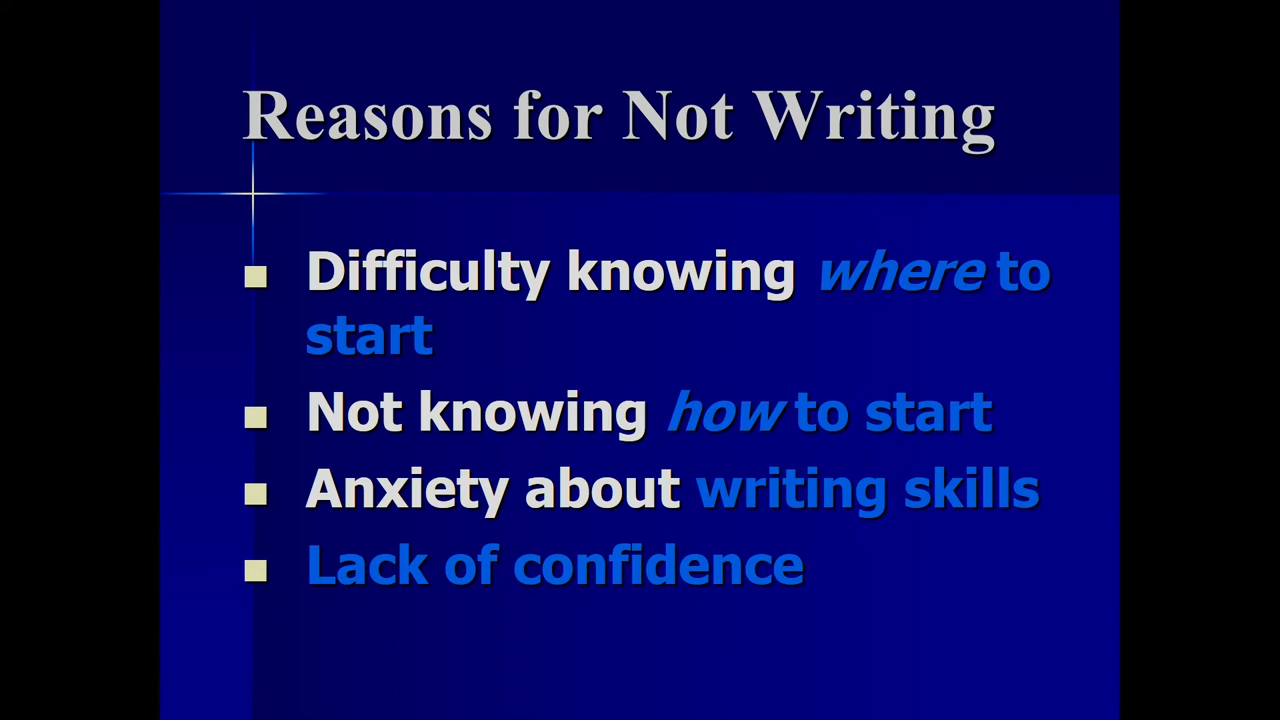 Reasons for Not Writing
Difficulty knowing where to
start
Not knowing how to start
Anxiety about writing skills
Lack of confidence